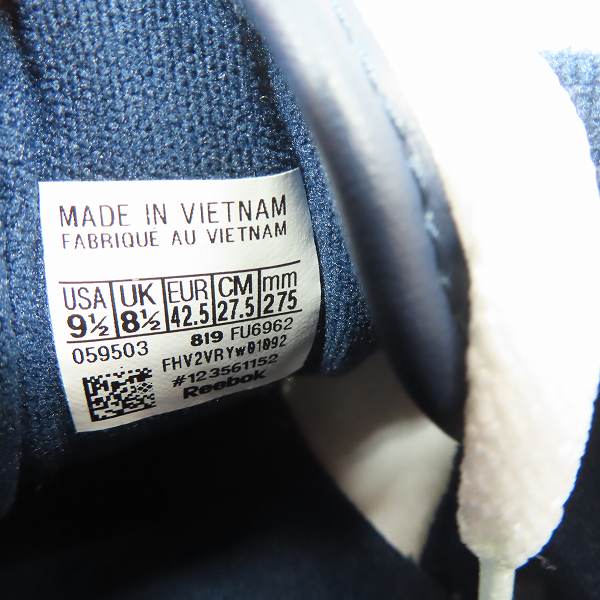 MADE IN VIETNAM
FABRIQUÉ AU VIETNAM
USA UK EUR CM mm
9½ 8½ 42.5 27.5 275
819 FU6962
059503 FHV2VRYw01092
#123561152
Reebok